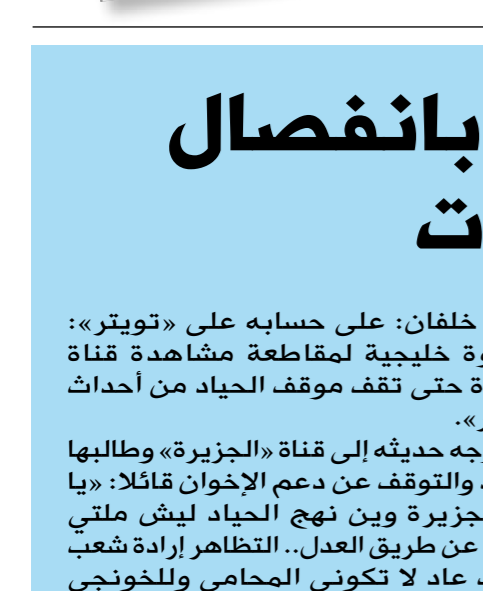 بانفصال
ت
خلفان: على حسابه على «تويتر»:
وة خليجية لمقاطعة مشاهدة قناة
ة حتى تقف موقف الحياد من أحداث
ر».
جه حديثه إلى قناة «الجزيرة» وطالبها
والتوقف عن دعم الإخوان قائلا: «يا
جزيرة وين نهج الحياد ليش ملتي
عن طريق العدل.. التظاهر إرادة شعب
عاد لا تكوني المحامي وللخونجي